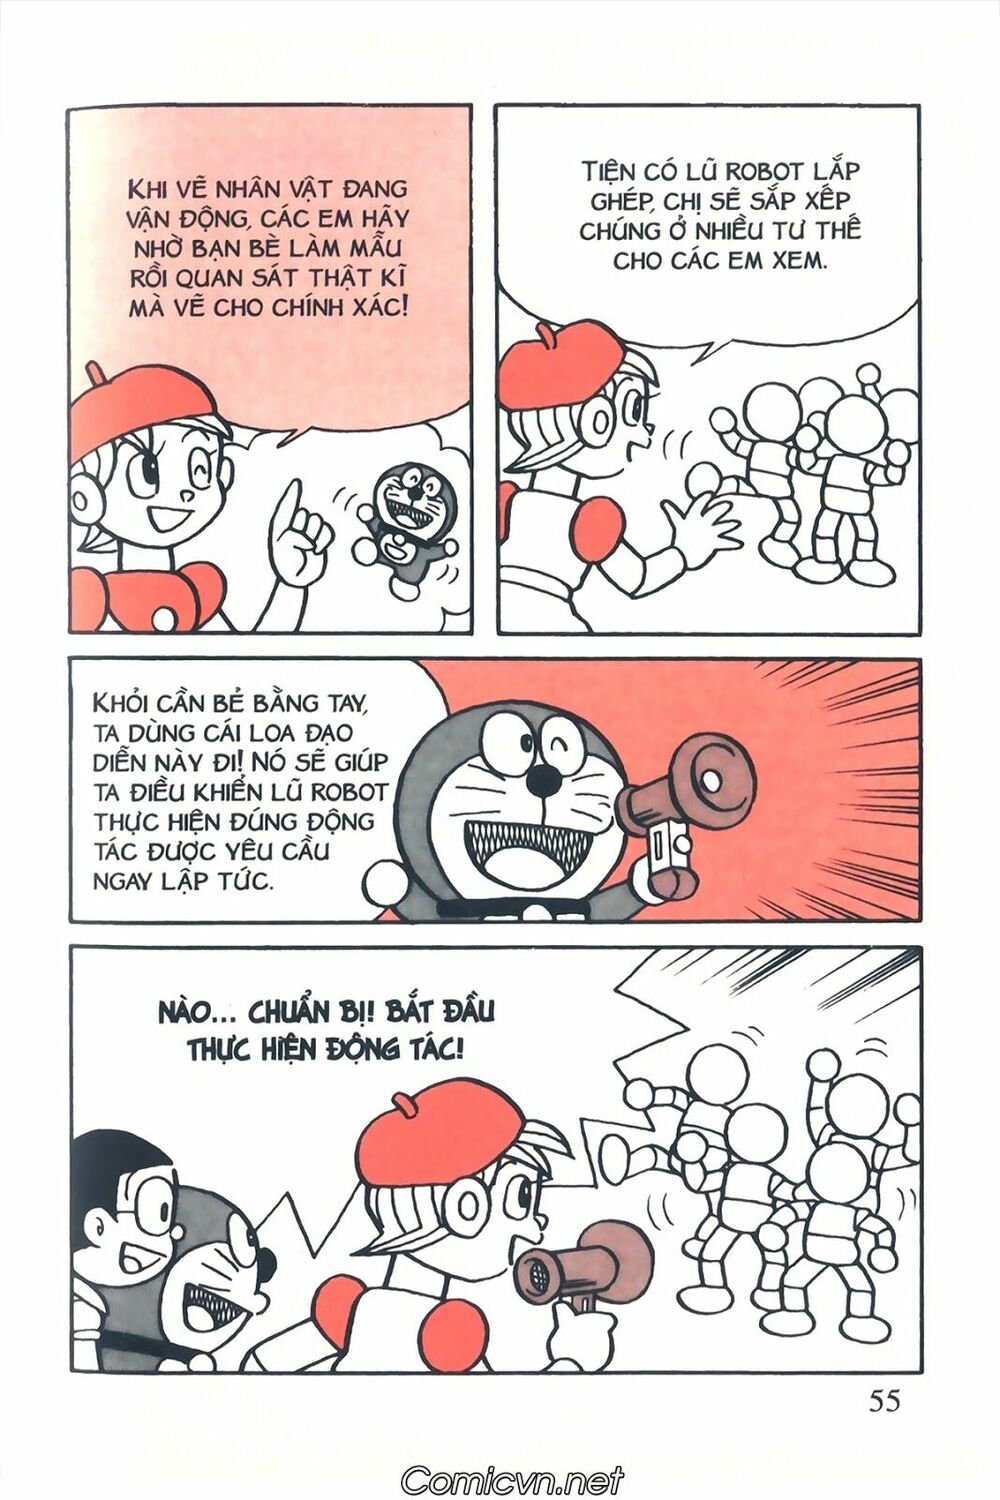 KHI VẼ NHÂN VẬT ĐANG
VẬN ĐỘNG, CÁC EM HÃY
NHỜ BẠN BÈ LÀM MẪU
RỒI QUAN SÁT THẬT KĨ
MÀ VẼ CHO CHÍNH XÁC!
TIỆN CÓ LŨ ROBOT LẮP
GHÉP, CHỊ SẼ SẮP XẾP
CHÚNG Ở NHIỀU TƯ THẾ
CHO CÁC EM XEM.
KHỎI CẦN BẺ BẰNG TAY,
TA DÙNG CÁI LOA ĐẠO
DIỄN NÀY ĐI! NÓ SẼ GIÚP
TA ĐIỀU KHIỂN LŨ ROBOT
THỰC HIỆN ĐÚNG ĐỘNG
TÁC ĐƯỢC YÊU CẦU
NGAY LẬP TỨC.
NÀO... CHUẨN BỊ! BẮT ĐẦU
THỰC HIỆN ĐỘNG TÁC!
55
Comicvn.net